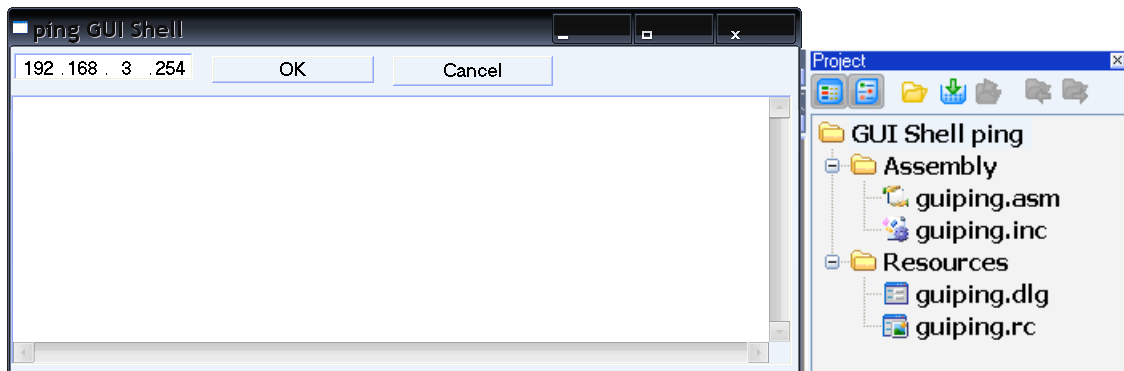 ping GUI Shell
192 .168 . 3 .254 OK Cancel
Project
GUI Shell ping
Assembly
guiping.asm
guiping.inc
Resources
guiping.dlg
guiping.rc